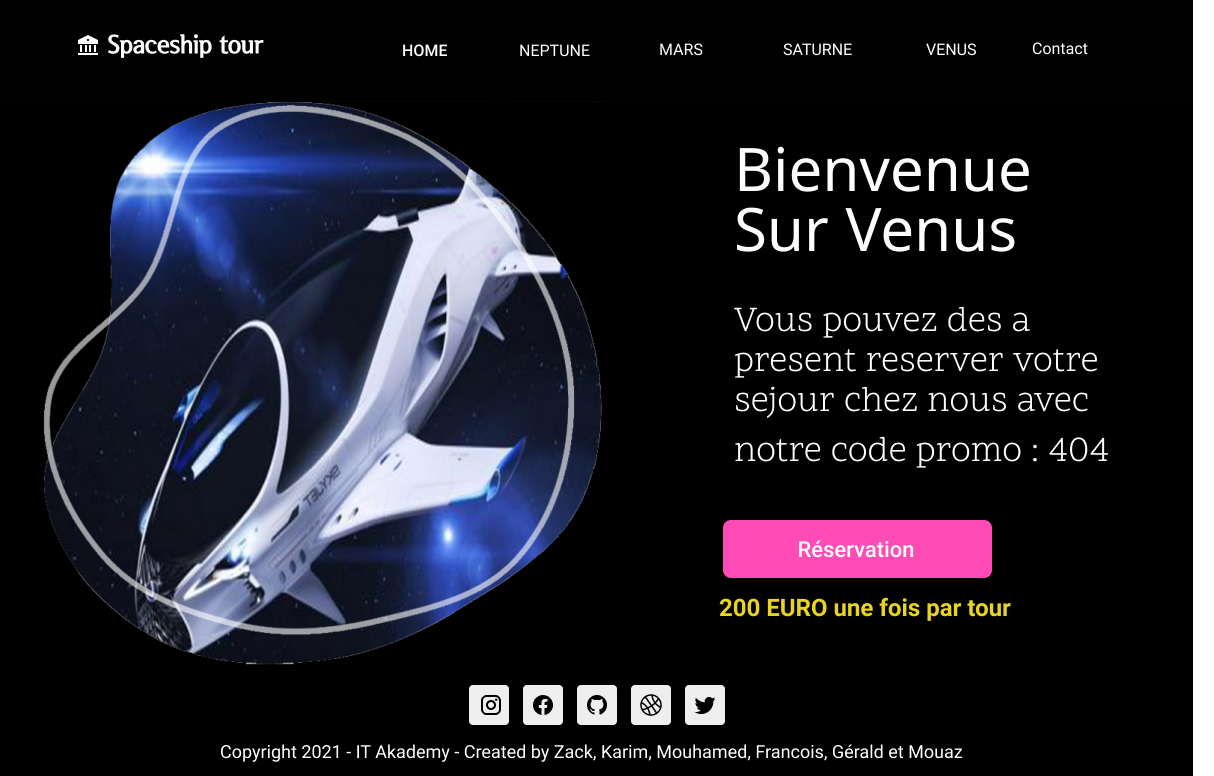 Spaceship tour
HOME NEPTUNE MARS SATURNE VENUS Contact
Bienvenue
Sur Venus
Vous pouvez des a
present reserver votre
sejour chez nous avec
notre code promo : 404
SKYLE1
Réservation
200 EURO une fois par tour
Copyright 2021 - IT Akademy - Created by Zack, Karim, Mouhamed, Francois, Gérald et Mouaz